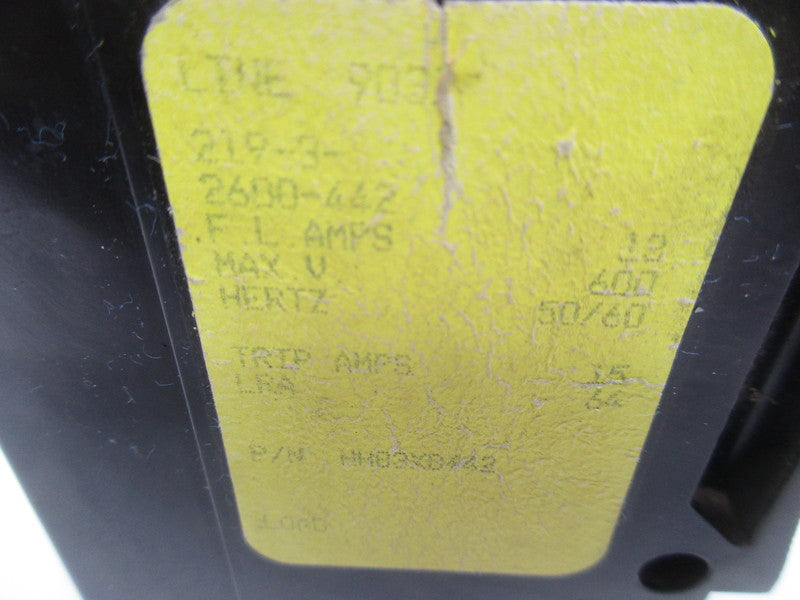 LINE 903
219-3-
2600-442
F L AMPS 12
MAX V 600
HERTZ 50/60
TRIP AMPS 15
LRA 64
P/N HH83XB442
LOAD